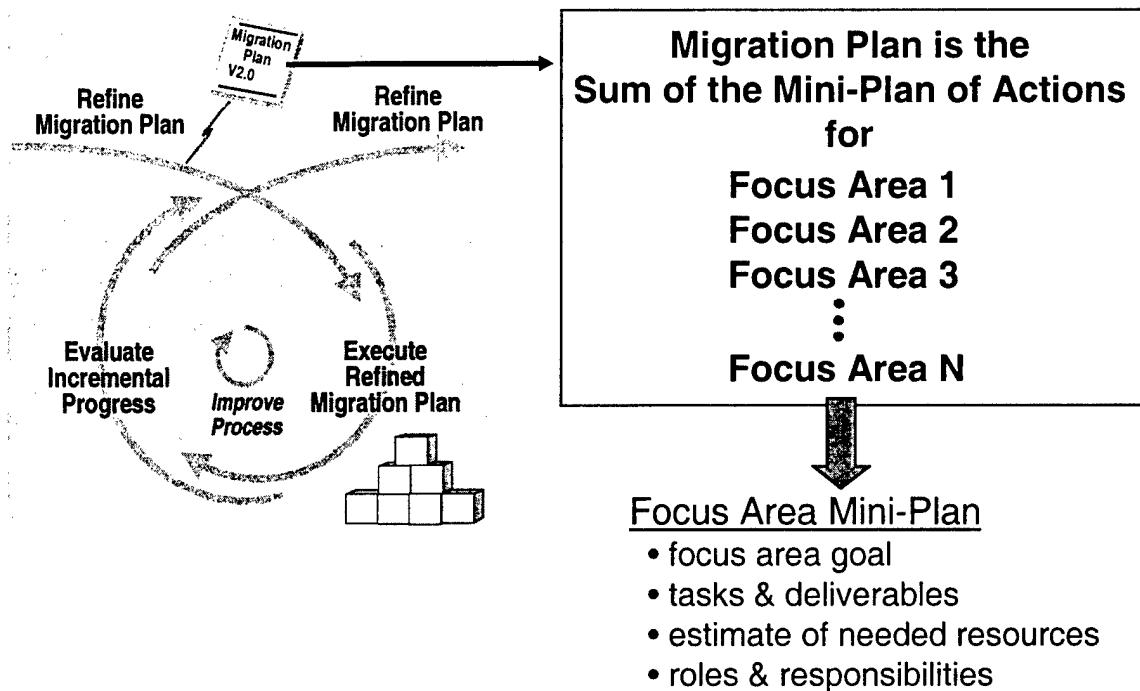 Migration
Plan
V2.0
Refine
Migration Plan
Refine
Migration Plan
Evaluate
Incremental
Progress
Improve
Process
Execute
Refined
Migration Plan
Migration Plan is the
Sum of the Mini-Plan of Actions
for
Focus Area 1
Focus Area 2
Focus Area 3
Focus Area N
Focus Area Mini-Plan
• focus area goal
• tasks & deliverables
• estimate of needed resources
• roles & responsibilities